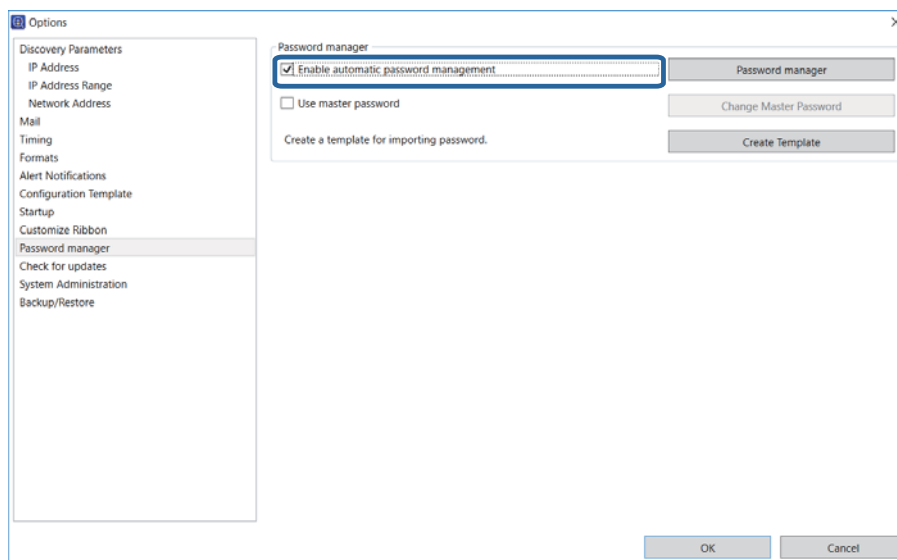 Options
Discovery Parameters
IP Address
IP Address Range
Network Address
Mail
Timing
Formats
Alert Notifications
Configuration Template
Startup
Customize Ribbon
Password manager
Check for updates
System Administration
Backup/Restore
Password manager
Enable automatic password management
Password manager
Use master password
Change Master Password
Create a template for importing password.
Create Template
OK
Cancel